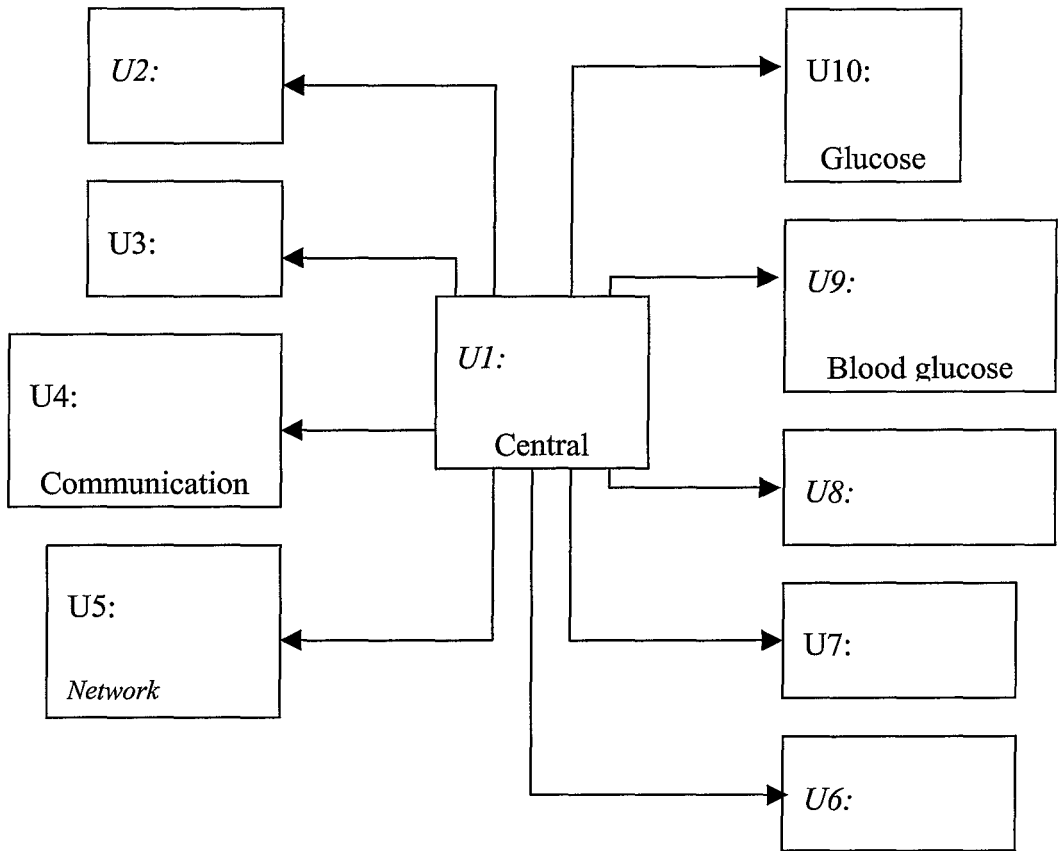 U2:
U3:
U4:
Communication
U5:
Network
U1:
Central
U10:
Glucose
U9:
Blood glucose
U8:
U7:
U6: